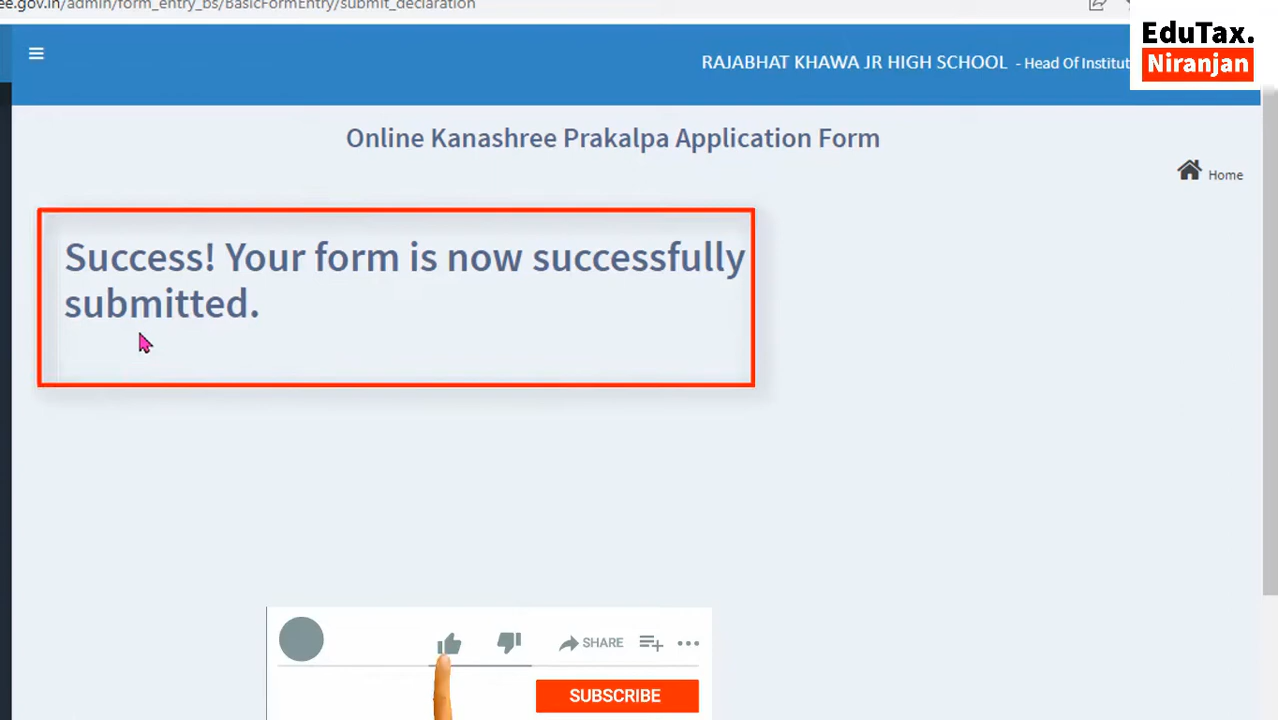 ee.gov.in/admin/form_entry_bs/BasicFormEntry/submit_declaration
EduTax.
Niranjan
RAJABHAT KHAWA JR HIGH SCHOOL - Head Of Institut
Online Kanashree Prakalpa Application Form
Home
Success! Your form is now successfully
submitted.
SHARE
SUBSCRIBE